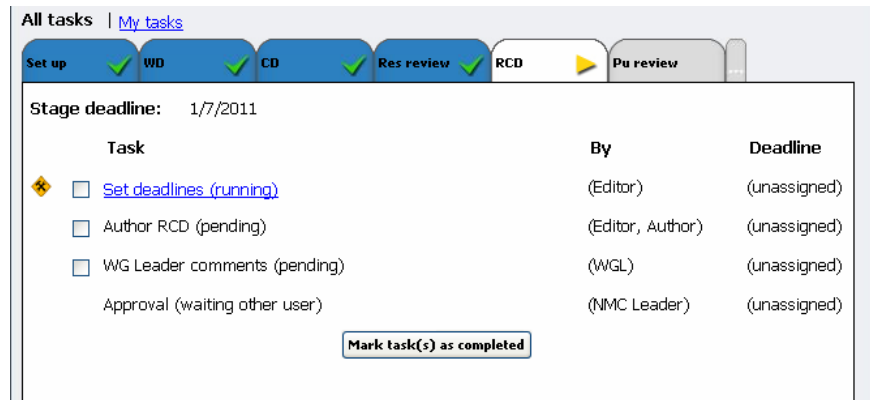 All tasks | My tasks
Set up WD CD Res review RCD Pu review ...
Stage deadline: 1/7/2011
Task By Deadline
Set deadlines (running) (Editor) (unassigned)
Author RCD (pending) (Editor, Author) (unassigned)
WG Leader comments (pending) (WGL) (unassigned)
Approval (waiting other user) (NMC Leader) (unassigned)
Mark task(s) as completed